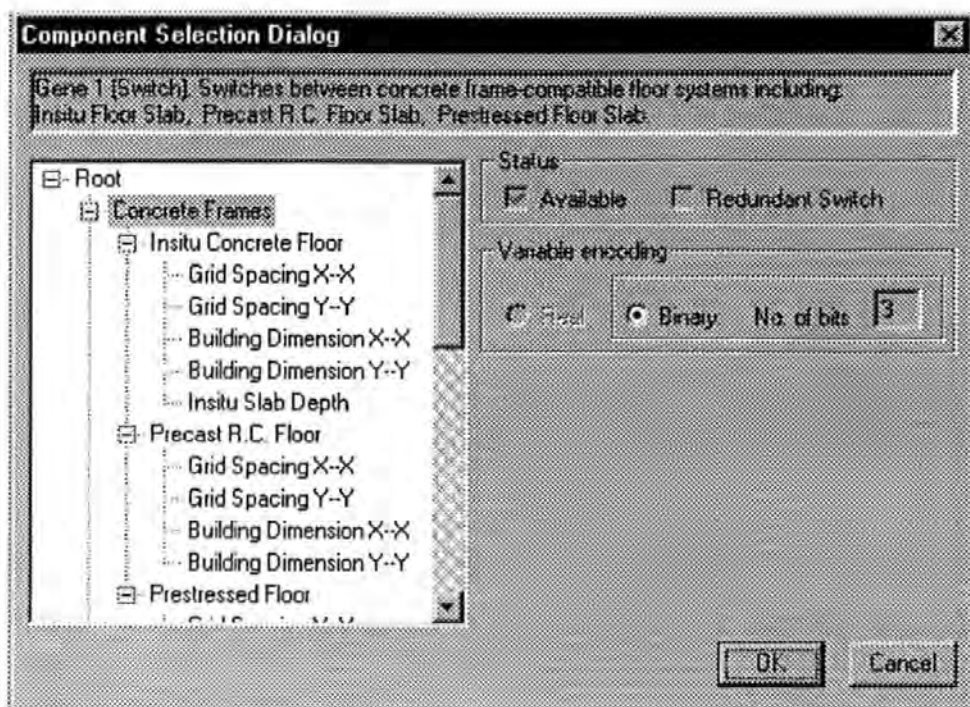 Component Selection Dialog
Gene 1 [Switch]. Switches between concrete frame-compatible floor systems including:
Insitu Floor Slab, Precast R.C. Floor Slab, Prestressed Floor Slab.
Root
Concrete Frames
Insitu Concrete Floor
Grid Spacing X--X
Grid Spacing Y--Y
Building Dimension X--X
Building Dimension Y--Y
Insitu Slab Depth
Precast R.C. Floor
Grid Spacing X--X
Grid Spacing Y--Y
Building Dimension X--X
Building Dimension Y--Y
Prestressed Floor
Status
Available Redundant Switch
Variable encoding
Real Binary No. of bits 3
OK Cancel